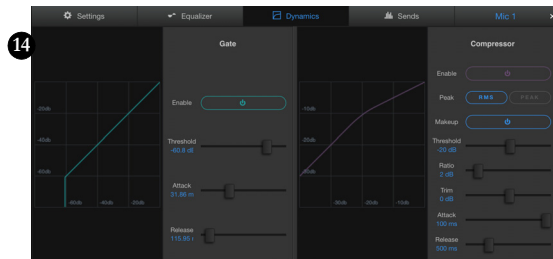 Settings Equalizer Dynamics Sends Mic 1
14
Gate
Compressor
Enable
Enable
Peak RMS PEAK
Makeup
Threshold
-60.8 dB
Threshold
-20 dB
Attack
31.86 m
Ratio
2 dB
Trim
0 dB
Release
115.95 r
Attack
100 ms
Release
500 ms
-20db
-40db
-60db
-60db -40db -20db
-10db
-20db
-30db
-30db -20db -10db